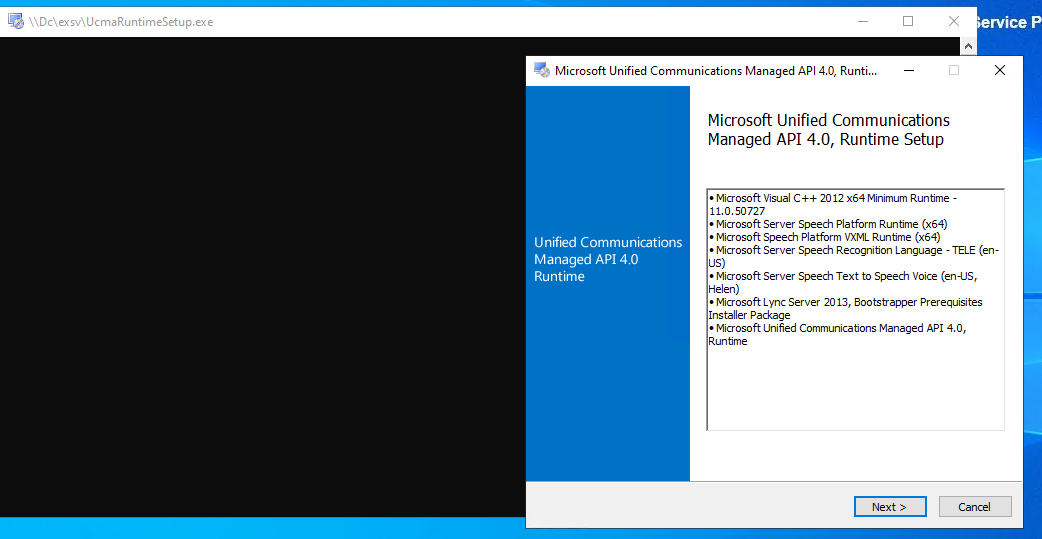 \\Dc\exsv\UcmaRuntimeSetup.exe
Service P
Microsoft Unified Communications Managed API 4.0, Runti...
Microsoft Unified Communications
Managed API 4.0, Runtime Setup
• Microsoft Visual C++ 2012 x64 Minimum Runtime -
11.0.50727
• Microsoft Server Speech Platform Runtime (x64)
• Microsoft Speech Platform VXML Runtime (x64)
• Microsoft Server Speech Recognition Language - TELE (en-
US)
• Microsoft Server Speech Text to Speech Voice (en-US,
Helen)
• Microsoft Lync Server 2013, Bootstrapper Prerequisites
Installer Package
• Microsoft Unified Communications Managed API 4.0,
Runtime
Unified Communications
Managed API 4.0
Runtime
Next >
Cancel